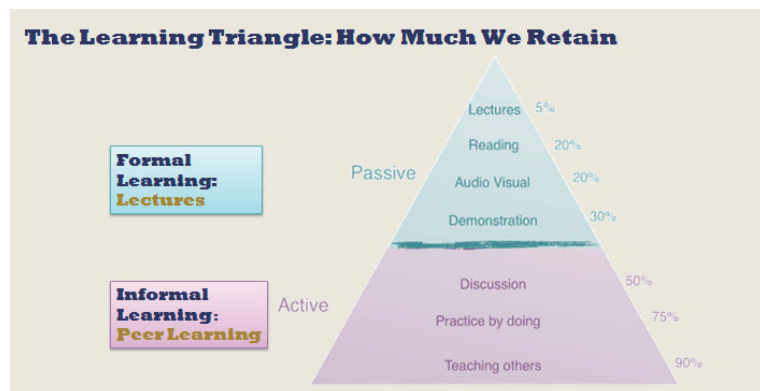 The Learning Triangle: How Much We Retain
Lectures 5%
Reading 20%
Audio Visual 20%
Demonstration 30%
Passive
Formal
Learning:
Lectures
Discussion 50%
Practice by doing 75%
Teaching others 90%
Active
Informal
Learning:
Peer Learning